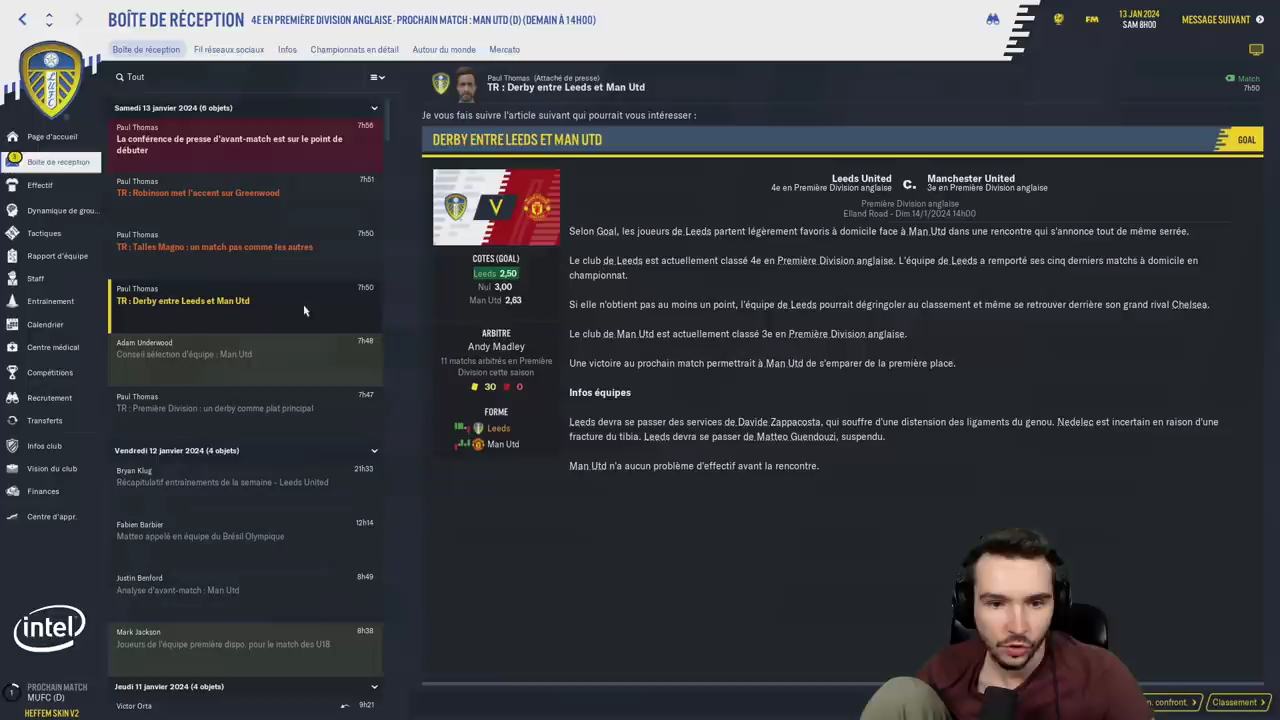 BOÎTE DE RÉCEPTION
4E EN PREMIÈRE DIVISION ANGLAISE - PROCHAIN MATCH : MAN UTD (D) (DEMAIN À 14H00)
FM
13 JAN 2024
SAM 8H00
MESSAGE SUIVANT
Boîte de réception
Fil réseaux sociaux
Infos
Championnats en détail
Autour du monde
Mercato
Page d'accueil
3
Boîte de réception
Effectif
Dynamique de grou...
Tactiques
Rapport d'équipe
Staff
Entraînement
Calendrier
Centre médical
Compétitions
Recrutement
Transferts
Infos club
Vision du club
Finances
Centre d'appr.
intel
1
PROCHAIN MATCH
MUFC (D)
HEFFEM SKIN V2
Tout
Samedi 13 janvier 2024 (6 objets)
Paul Thomas 7h56
La conférence de presse d'avant-match est sur le point de
débuter
Paul Thomas 7h51
TR : Robinson met l'accent sur Greenwood
Paul Thomas 7h50
TR : Talles Magno : un match pas comme les autres
Paul Thomas 7h50
TR : Derby entre Leeds et Man Utd
Adam Underwood 7h48
Conseil sélection d'équipe : Man Utd
Paul Thomas 7h47
TR : Première Division : un derby comme plat principal
Vendredi 12 janvier 2024 (4 objets)
Bryan Klug 21h33
Récapitulatif entraînements de la semaine - Leeds United
Fabien Barbier 12h14
Matteo appelé en équipe du Brésil Olympique
Justin Benford 8h49
Analyse d'avant-match : Man Utd
Mark Jackson 8h38
Joueurs de l'équipe première dispo. pour le match des U18
Jeudi 11 janvier 2024 (4 objets)
Victor Orta 9h21
Paul Thomas (Attaché de presse)
TR : Derby entre Leeds et Man Utd
Match
7h50
Je vous fais suivre l'article suivant qui pourrait vous intéresser :
DERBY ENTRE LEEDS ET MAN UTD
GOAL
V
COTES (GOAL)
Leeds 2,50
Nul 3,00
Man Utd 2,63
ARBITRE
Andy Madley
11 matchs arbitrés en Première
Division cette saison
30 0
FORME
Leeds
Man Utd
Leeds United c. Manchester United
4e en Première Division anglaise 3e en Première Division anglaise
Première Division anglaise
Elland Road - Dim 14/1/2024 14h00
Selon Goal, les joueurs de Leeds partent légèrement favoris à domicile face à Man Utd dans une rencontre qui s'annonce tout de même serrée.
Le club de Leeds est actuellement classé 4e en Première Division anglaise. L'équipe de Leeds a remporté ses cinq derniers matchs à domicile en
championnat.
Si elle n'obtient pas au moins un point, l'équipe de Leeds pourrait dégringoler au classement et même se retrouver derrière son grand rival Chelsea.
Le club de Man Utd est actuellement classé 3e en Première Division anglaise.
Une victoire au prochain match permettrait à Man Utd de s'emparer de la première place.
Infos équipes
Leeds devra se passer des services de Davide Zappacosta, qui souffre d'une distension des ligaments du genou. Nedelec est incertain en raison d'une
fracture du tibia. Leeds devra se passer de Matteo Guendouzi, suspendu.
Man Utd n'a aucun problème d'effectif avant la rencontre.
n. confront.
Classement